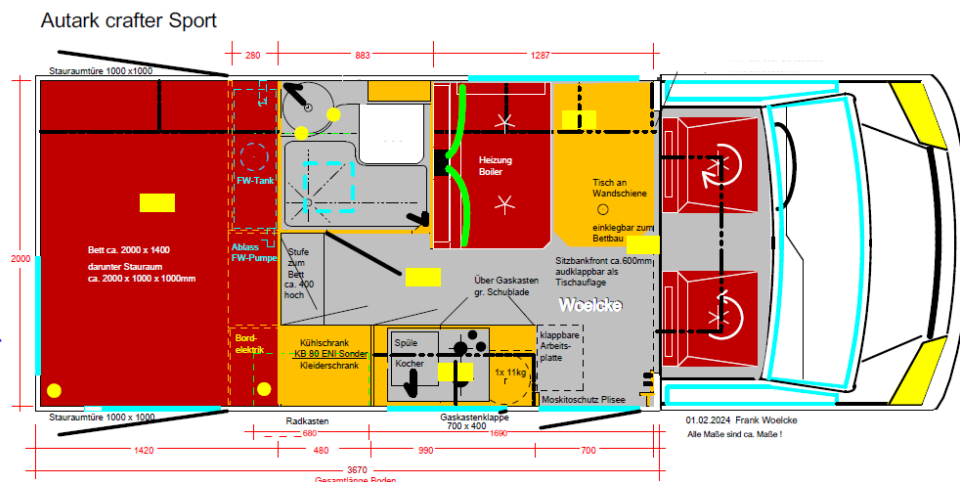 Autark crafter Sport
280
883
1287
Stauraumtüre 1000 x1000
2000
FW-Tank
Heizung
Boiler
Tisch an
Wandschiene
einklegbar zum
Bettbau
Bett ca. 2000 x 1400
darunter Stauraum
ca. 2000 x 1000 x 1000mm
Ablass
FW-Pumpe
Stufe
zum
Bett
ca. 400
hoch
Sitzbankfront ca.600mm
audklappbar als
Tischauflage
Über Gaskasten
gr. Schublade
Woelcke
Bord-
elektrik
Kühlschrank
KB 80 ENI Sonder
Kleiderschrank
Spüle
Kocher
1x 11kg
r
klappbare
Arbeits-
platte
Moskitoschutz Plisee
Stauraumtüre 1000 x 1000
Radkasten
Gaskastenklappe
700 x 400
01.02.2024 Frank Woelcke
Alle Maße sind ca. Maße !
680
1690
1420
480
990
700
3670
Gesamtlänge Boden